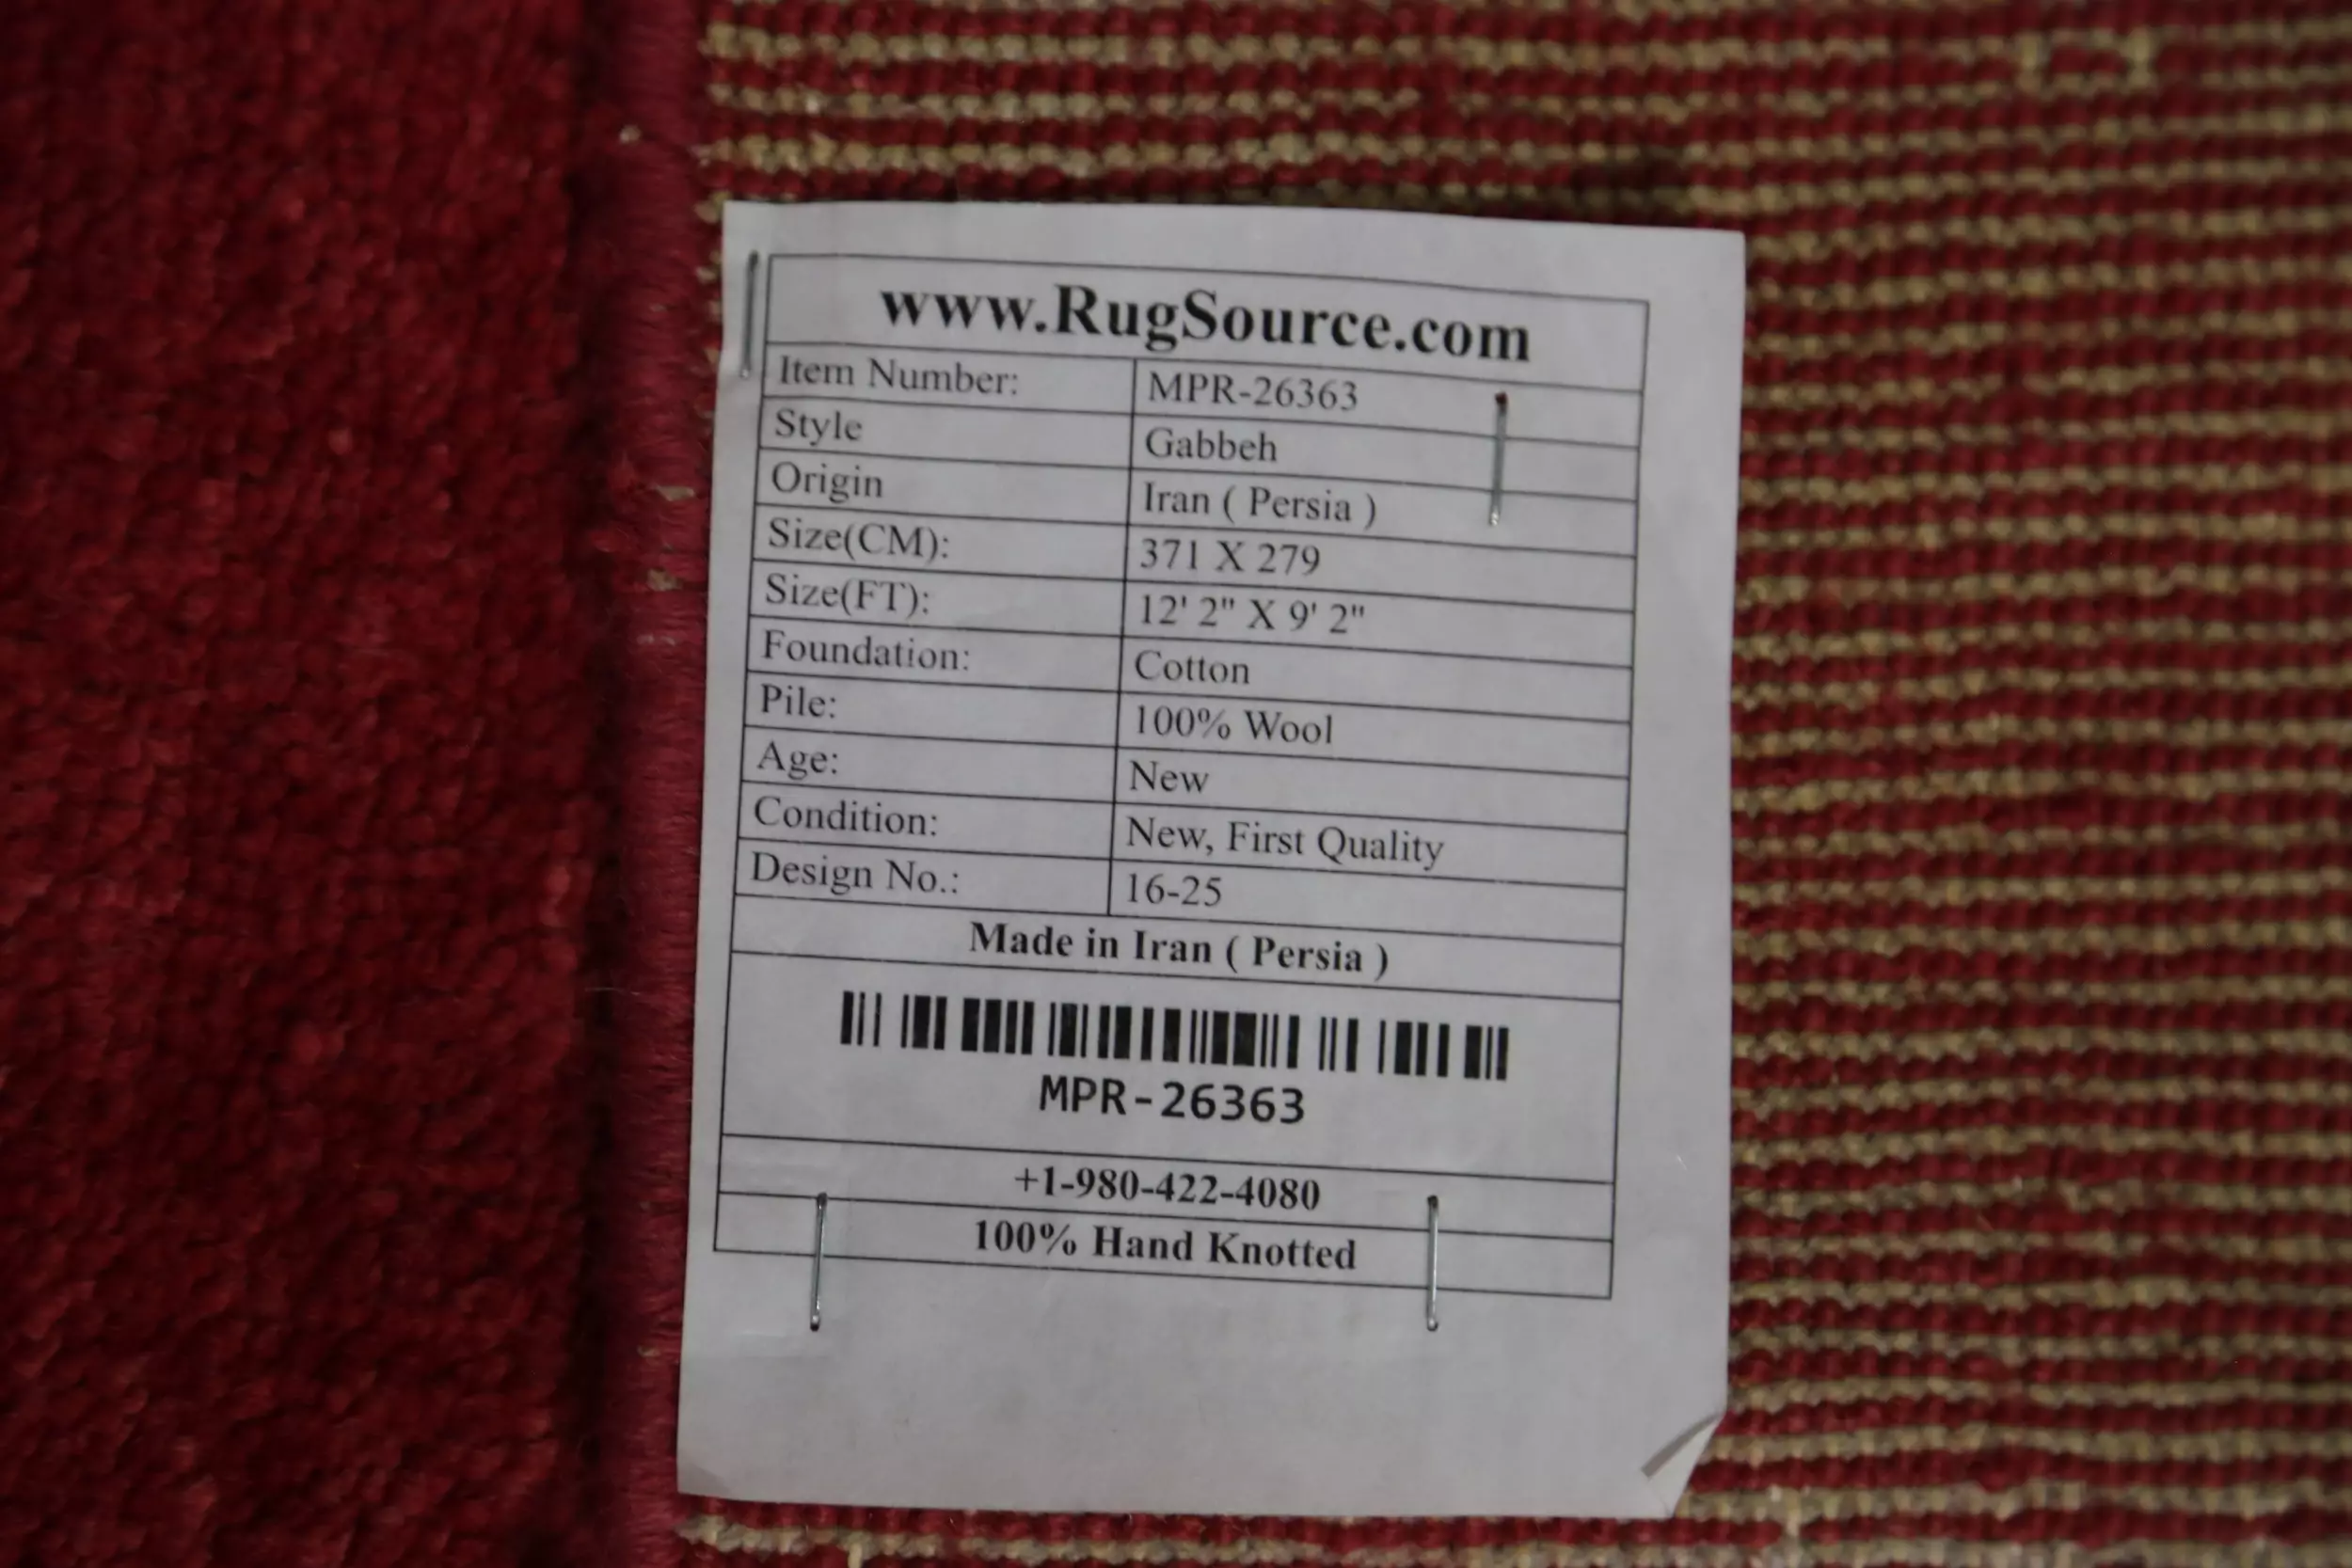 www.RugSource.com
Item Number: MPR-26363
Style Gabbeh
Origin Iran ( Persia )
Size(CM): 371 X 279
Size(FT): 12' 2" X 9' 2"
Foundation: Cotton
Pile: 100% Wool
Age: New
Condition: New, First Quality
Design No.: 16-25
Made in Iran ( Persia )
MPR-26363
+1-980-422-4080
100% Hand Knotted